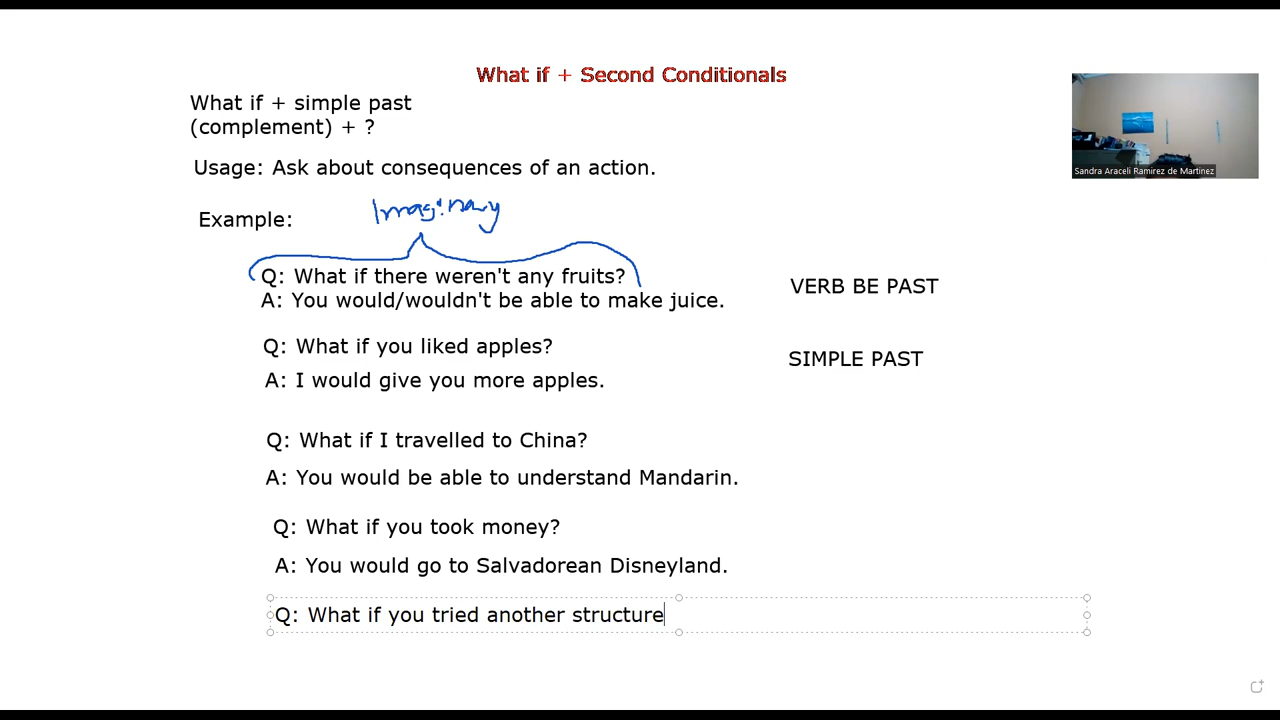 What if + Second Conditionals
What if + simple past
(complement) + ?
Usage: Ask about consequences of an action.
Sandra Araceli Ramirez de Martinez
Example:
Imaginary
Q: What if there weren't any fruits?
A: You would/wouldn't be able to make juice.
VERB BE PAST
Q: What if you liked apples?
SIMPLE PAST
A: I would give you more apples.
Q: What if I travelled to China?
A: You would be able to understand Mandarin.
Q: What if you took money?
A: You would go to Salvadorean Disneyland.
Q: What if you tried another structure